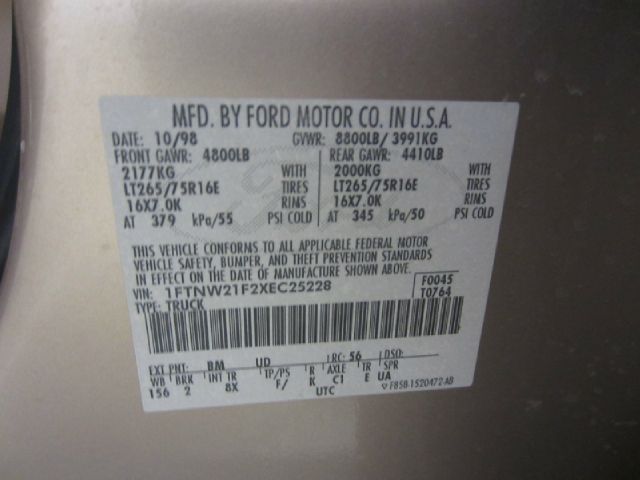 MFD. BY FORD MOTOR CO. IN U.S.A.
DATE: 10/98 GVWR: 8800LB/ 3991KG
FRONT GAWR: 4800LB REAR GAWR: 4410LB
2177KG WITH 2000KG WITH
LT265/75R16E TIRES LT265/75R16E TIRES
16X7.0K RIMS 16X7.0K RIMS
AT 379 kPa/55 PSI COLD AT 345 kPa/50 PSI COLD
THIS VEHICLE CONFORMS TO ALL APPLICABLE FEDERAL MOTOR
VEHICLE SAFETY, BUMPER, AND THEFT PREVENTION STANDARDS
IN EFFECT ON THE DATE OF MANUFACTURE SHOWN ABOVE.
VIN: 1FTNW21F2XEC25228 F0045
TYPE: TRUCK T0764
EXT PNT: BM UD RC: 56 DSO:
WB BRK INT TR TP/PS R AXLE TR SPR
156 2 8X F/ K C1 E UA
UTC F85B-1520472-AB